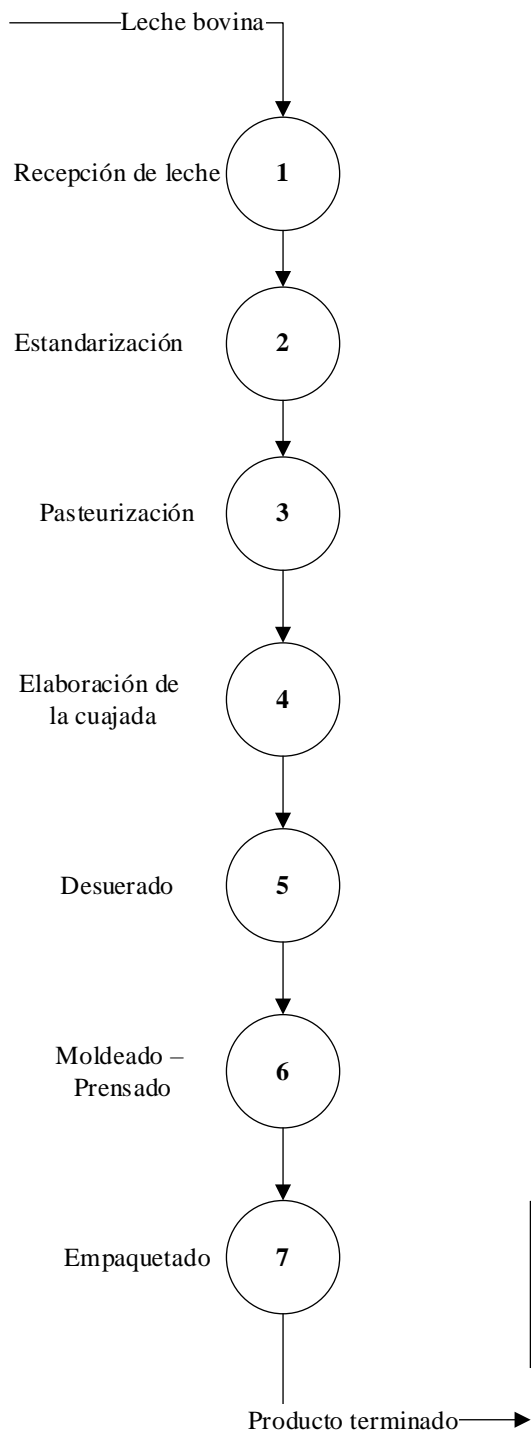 Leche bovina
Recepción de leche
1
Estandarización
2
Pasteurización
3
Elaboración de
la cuajada
4
Desuerado
5
Moldeado –
Prensado
6
Empaquetado
7
Producto terminado